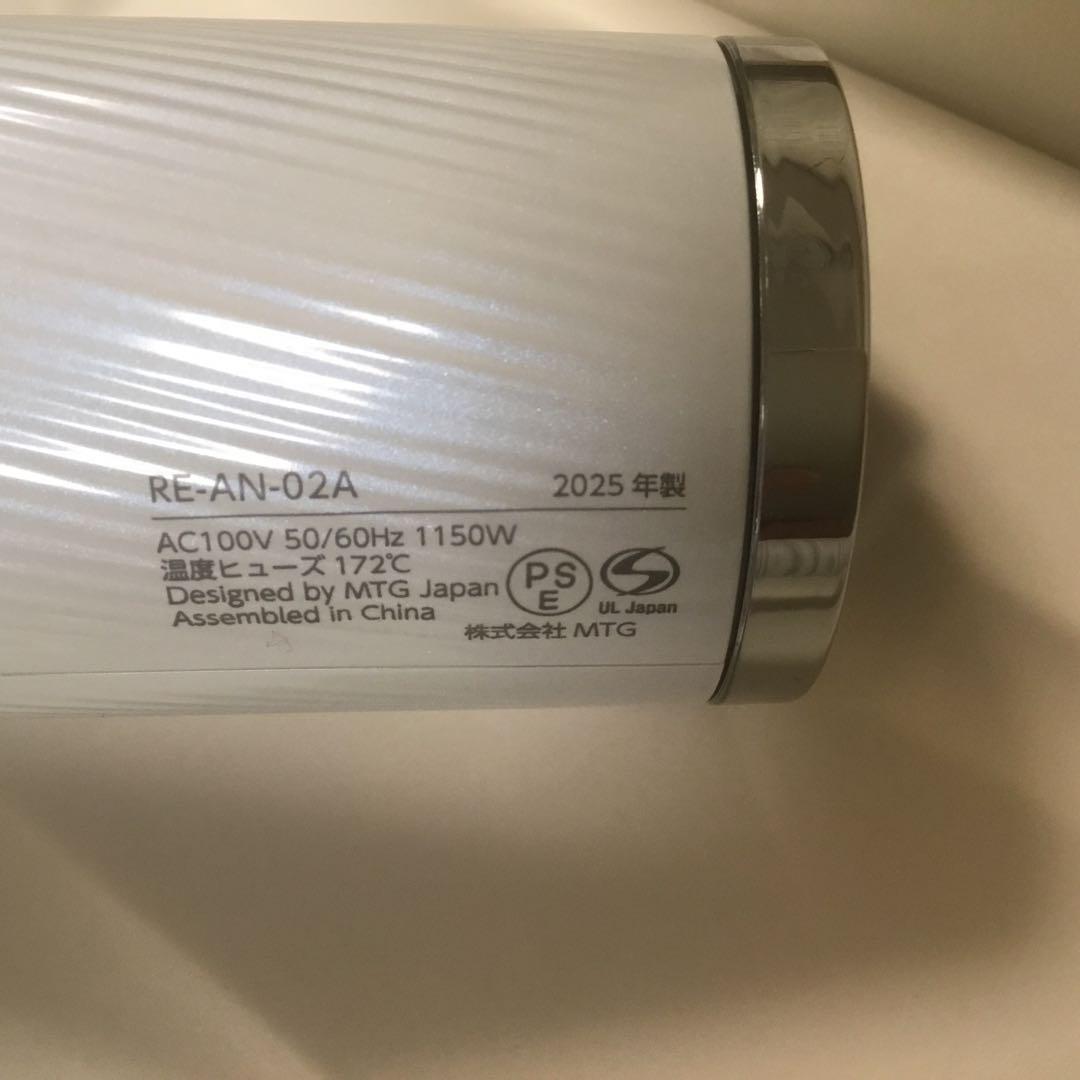 RE-AN-02A 2025 年製
AC100V 50/60Hz 1150W
温度ヒューズ 172℃
Designed by MTG Japan
Assembled in China
PS
E
UL Japan
株式会社 MTG